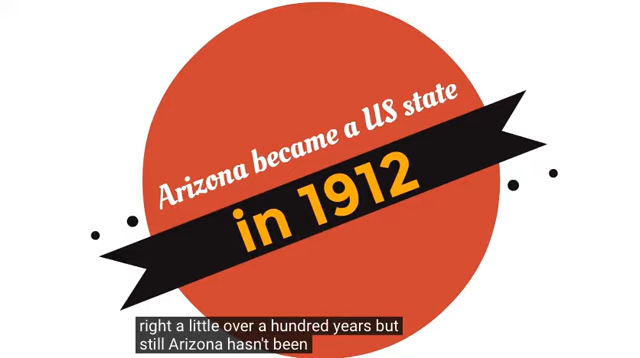 Arizona became a US state
in 1912
right a little over a hundred years but
still Arizona hasn't been